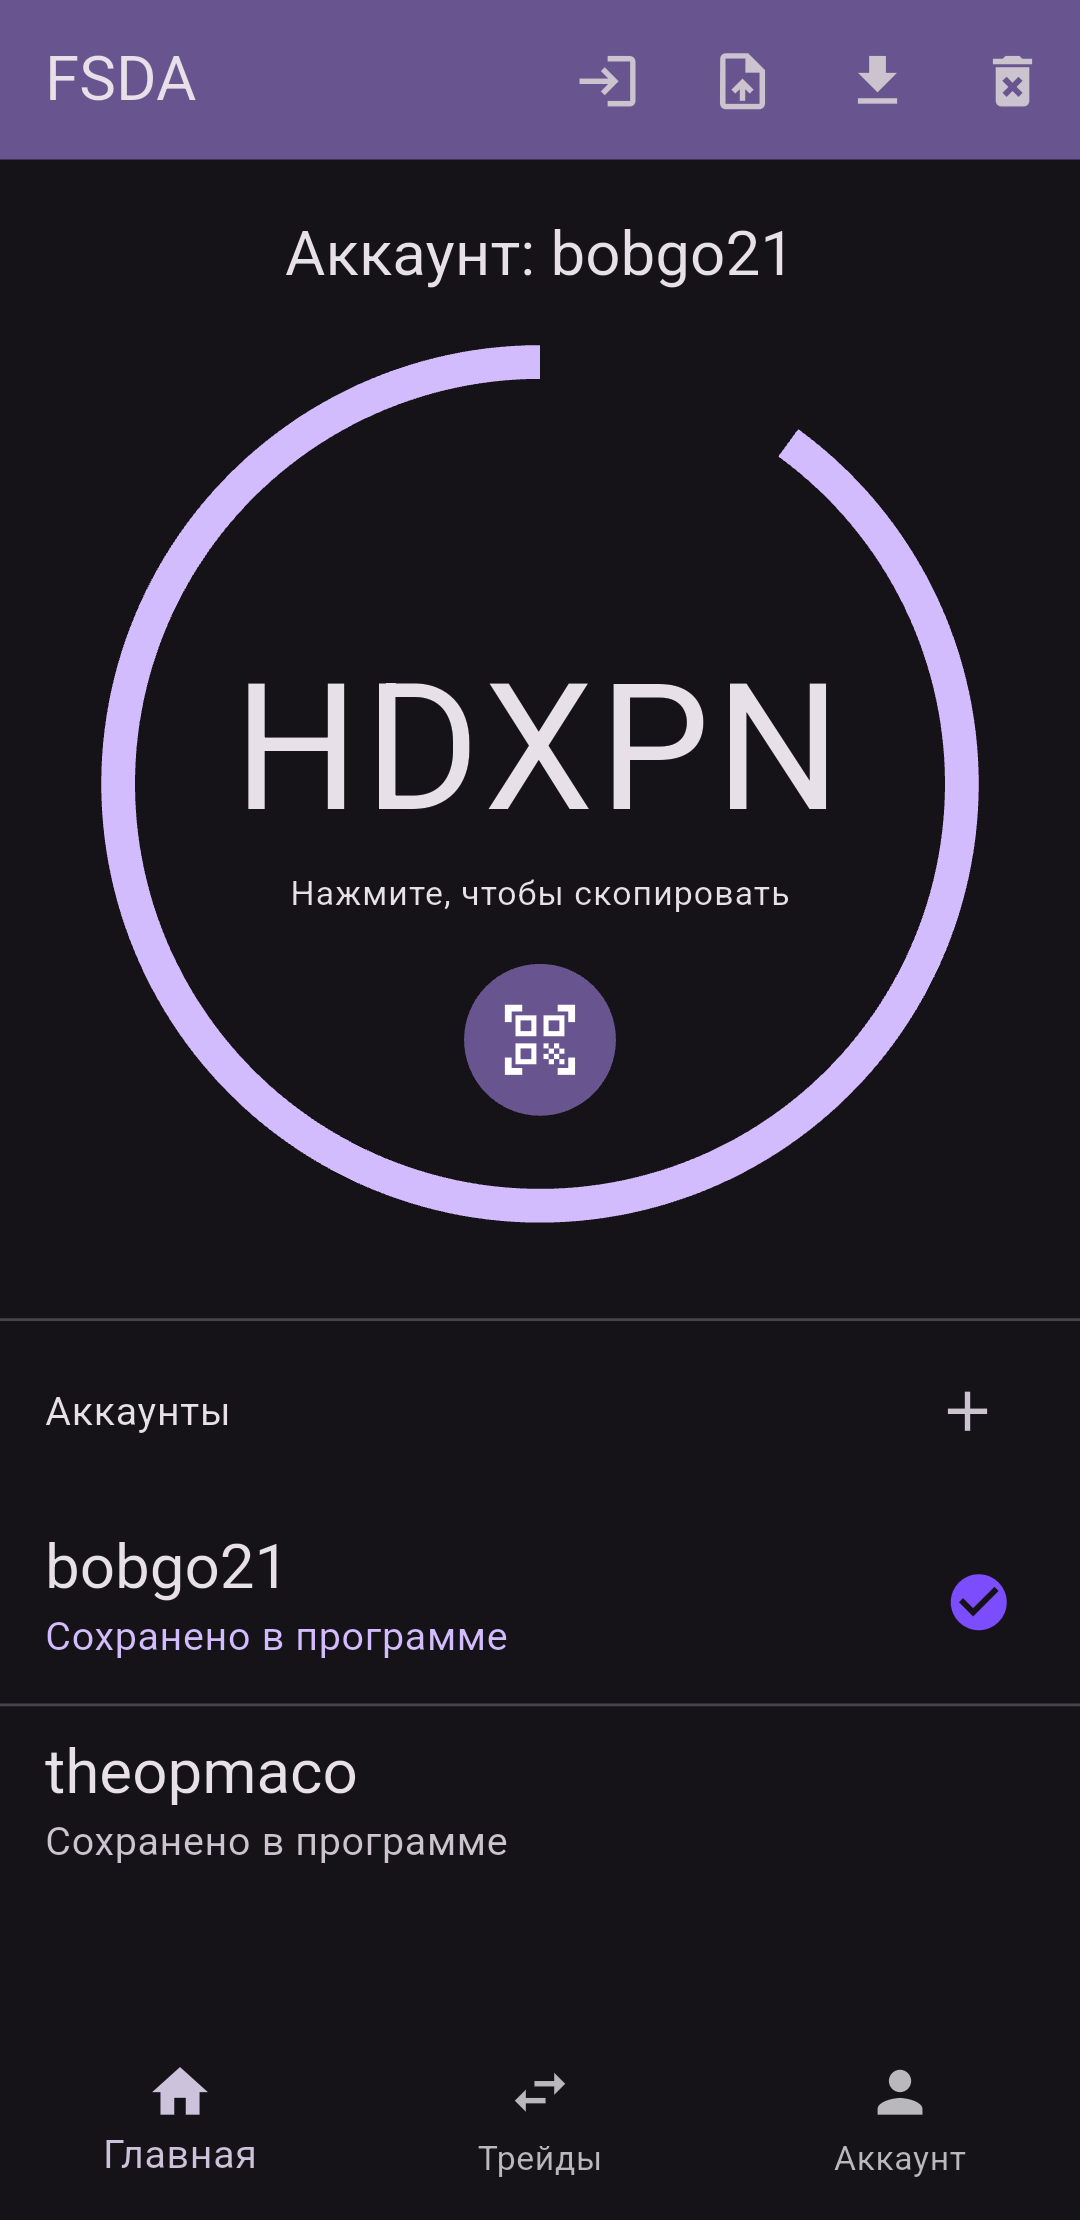 FSDA
Аккаунт: bobgo21
HDXPN
Нажмите, чтобы скопировать
Аккаунты
bobgo21
Сохранено в программе
theopmaco
Сохранено в программе
Главная
Трейды
Аккаунт